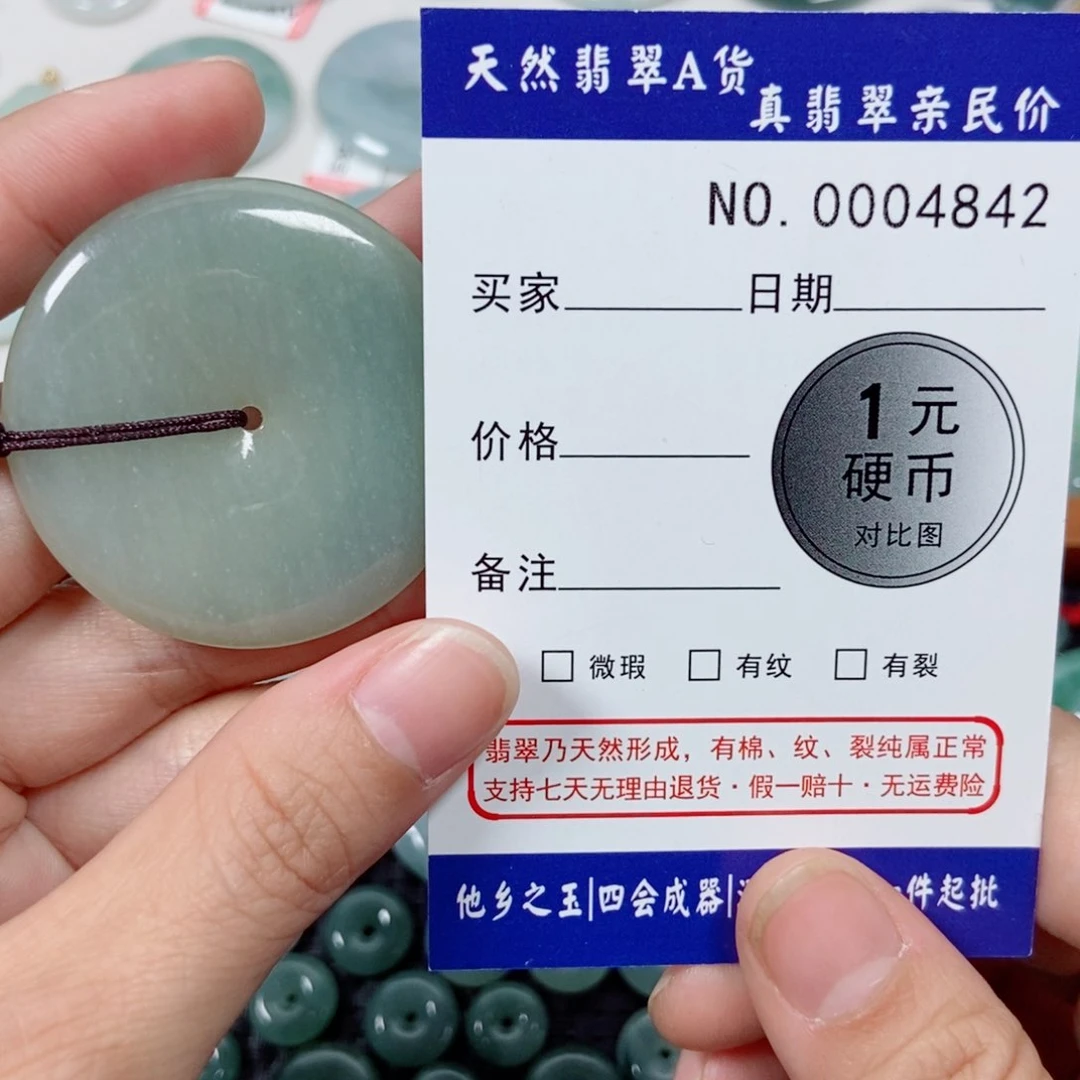 天然翡翠A货
真翡翠亲民价
NO. 0004842
买家 日期
价格
1元
硬币
对比图
备注
微瑕 有纹 有裂
翡翠乃天然形成，有棉、纹、裂纯属正常
支持七天无理由退货·假一赔十·无运费险
他乡之玉|四会成器| 件起批